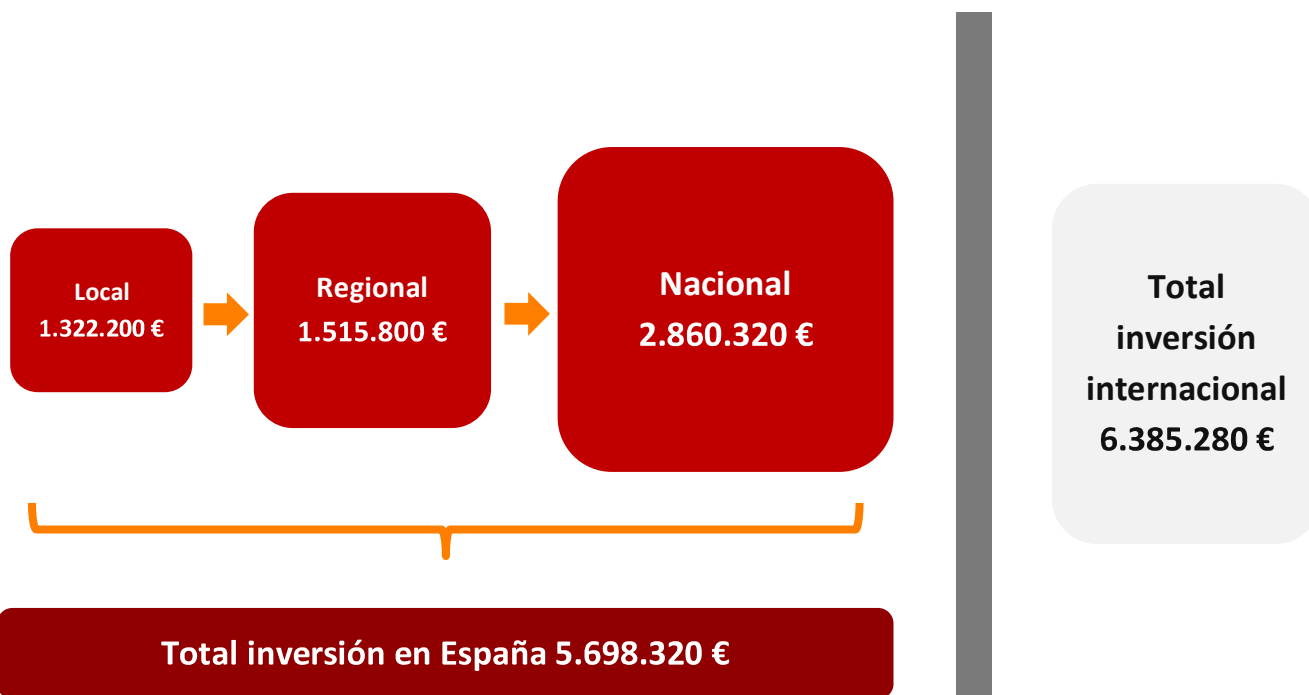 Local
1.322.200 €
Regional
1.515.800 €
Nacional
2.860.320 €
Total inversión en España 5.698.320 €
Total
inversión
internacional
6.385.280 €